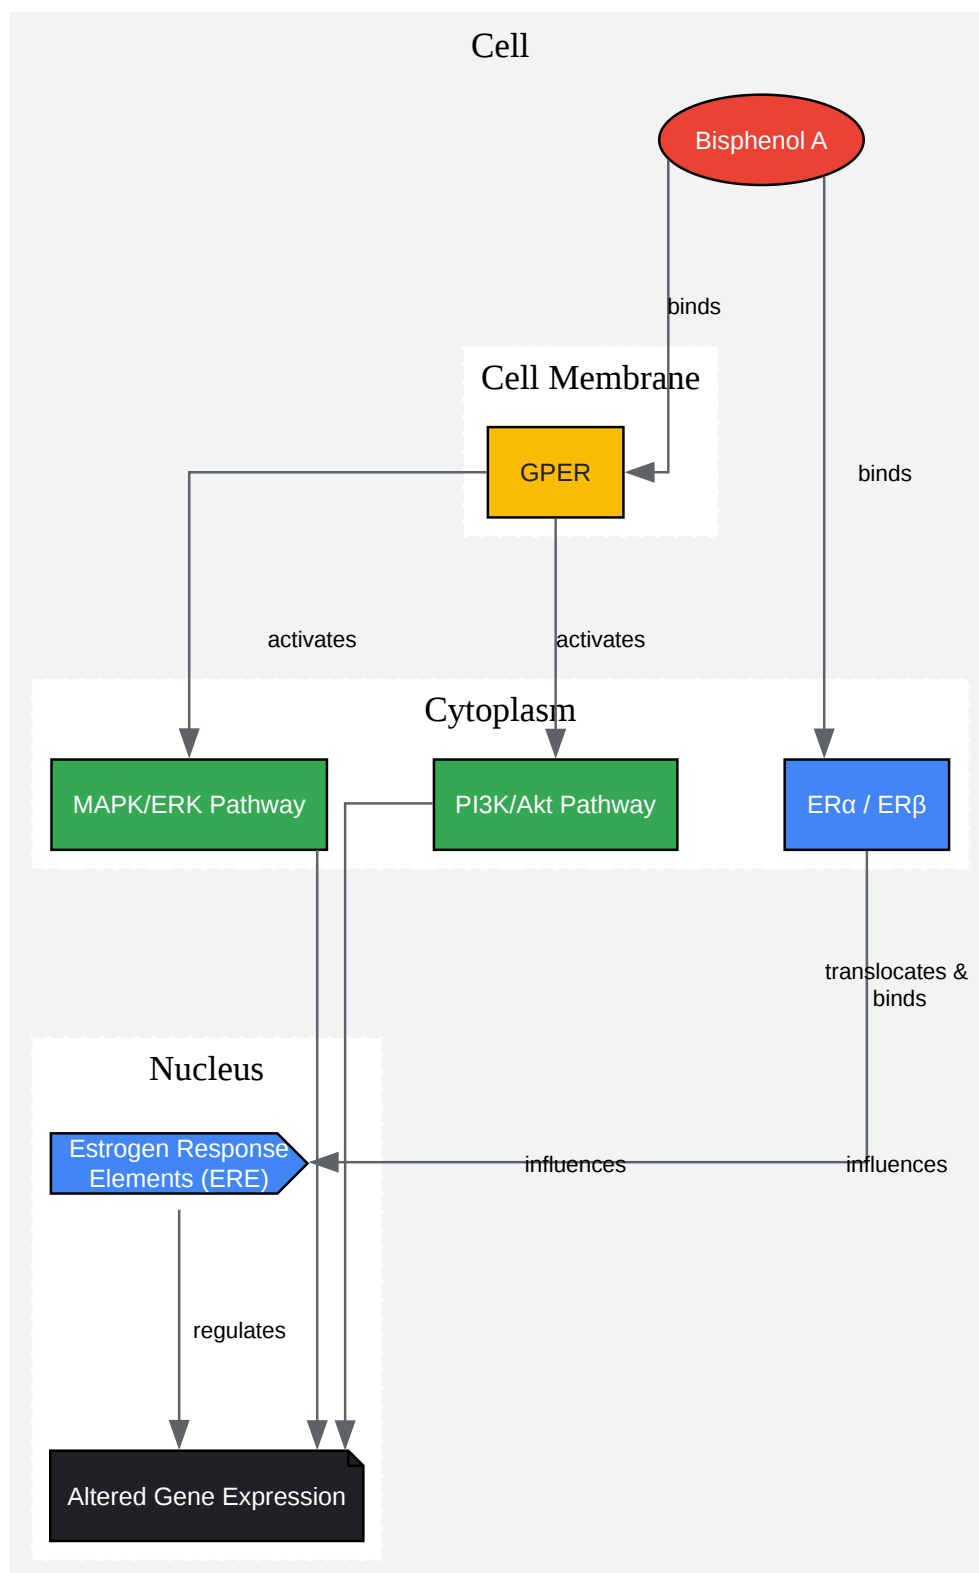 Cell
Bisphenol A
binds
Cell Membrane
GPER
binds
activates
activates
Cytoplasm
MAPK/ERK Pathway
PI3K/Akt Pathway
ERα / ERβ
translocates &
binds
Nucleus
Estrogen Response
Elements (ERE)
influences
influences
regulates
Altered Gene Expression